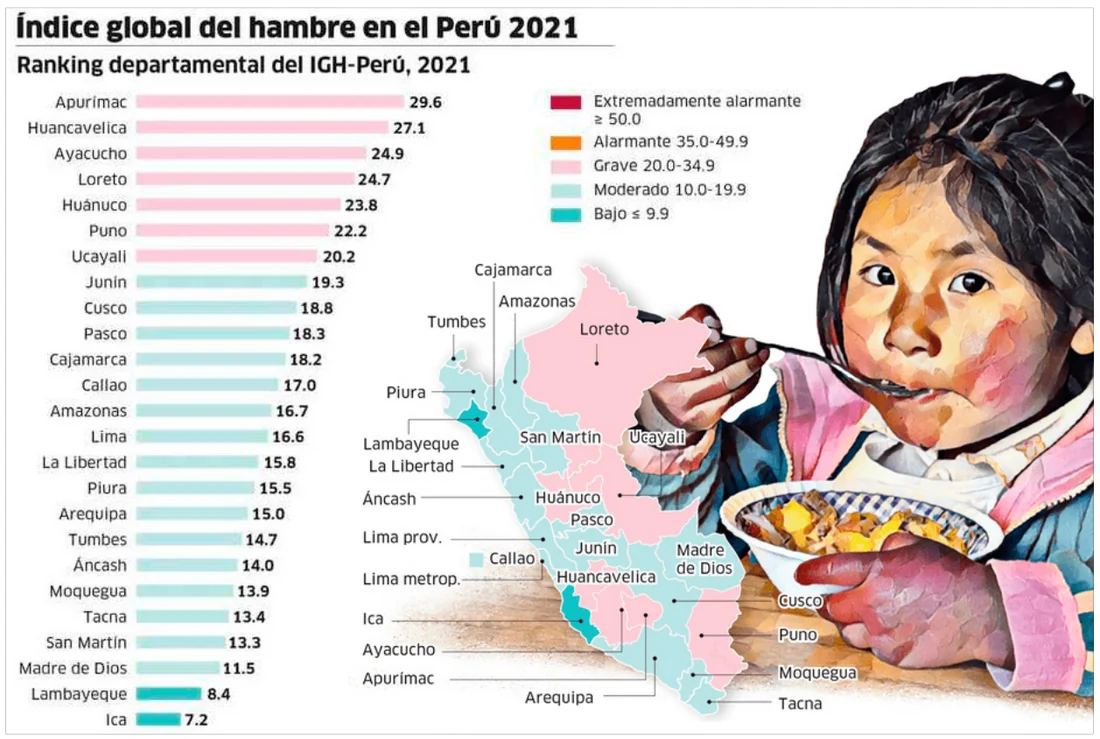 Índice global del hambre en el Perú 2021
Ranking departamental del IGH-Perú, 2021
Apurímac 29.6
Huancavelica 27.1
Ayacucho 24.9
Loreto 24.7
Huánuco 23.8
Puno 22.2
Ucayali 20.2
Junín 19.3
Cusco 18.8
Pasco 18.3
Cajamarca 18.2
Callao 17.0
Amazonas 16.7
Lima 16.6
La Libertad 15.8
Piura 15.5
Arequipa 15.0
Tumbes 14.7
Áncash 14.0
Moquegua 13.9
Tacna 13.4
San Martín 13.3
Madre de Dios 11.5
Lambayeque 8.4
Ica 7.2
Extremadamente alarmante
≥ 50.0
Alarmante 35.0-49.9
Grave 20.0-34.9
Moderado 10.0-19.9
Bajo ≤ 9.9
Cajamarca
Amazonas
Tumbes
Loreto
Piura
San Martín
Ucayali
Lambayeque
La Libertad
Áncash
Huánuco
Pasco
Lima prov.
Junín
Madre
de Dios
Callao
Lima metrop.
Huancavelica
Cusco
Ica
Puno
Ayacucho
Moquegua
Apurímac
Arequipa
Tacna